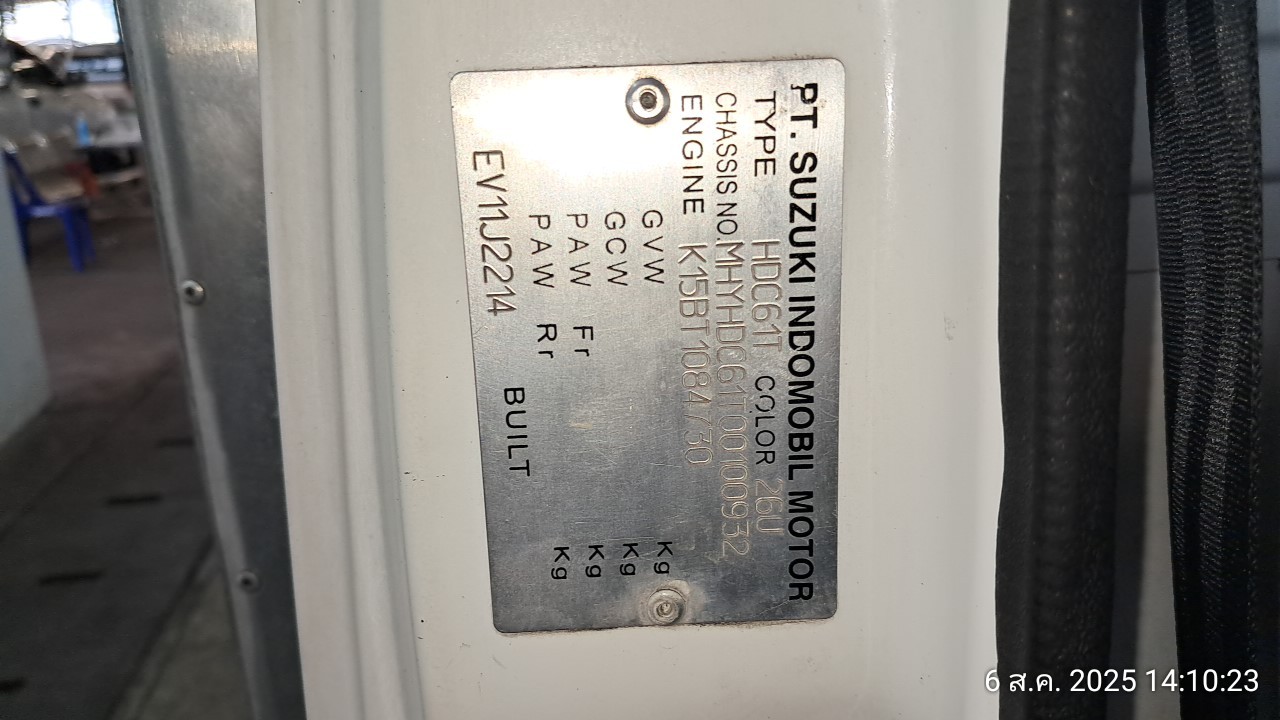 PT. SUZUKI INDOMOBIL MOTOR
TYPE HDC61T COLOR 26U
CHASSIS NO. MHYHDC61T00100932
ENGINE K15BT1084730
GVW Kg
GCW Kg
PAW Fr Kg
PAW Rr Kg
EV11J2214 BUILT
6 ส.ค. 2025 14:10:23